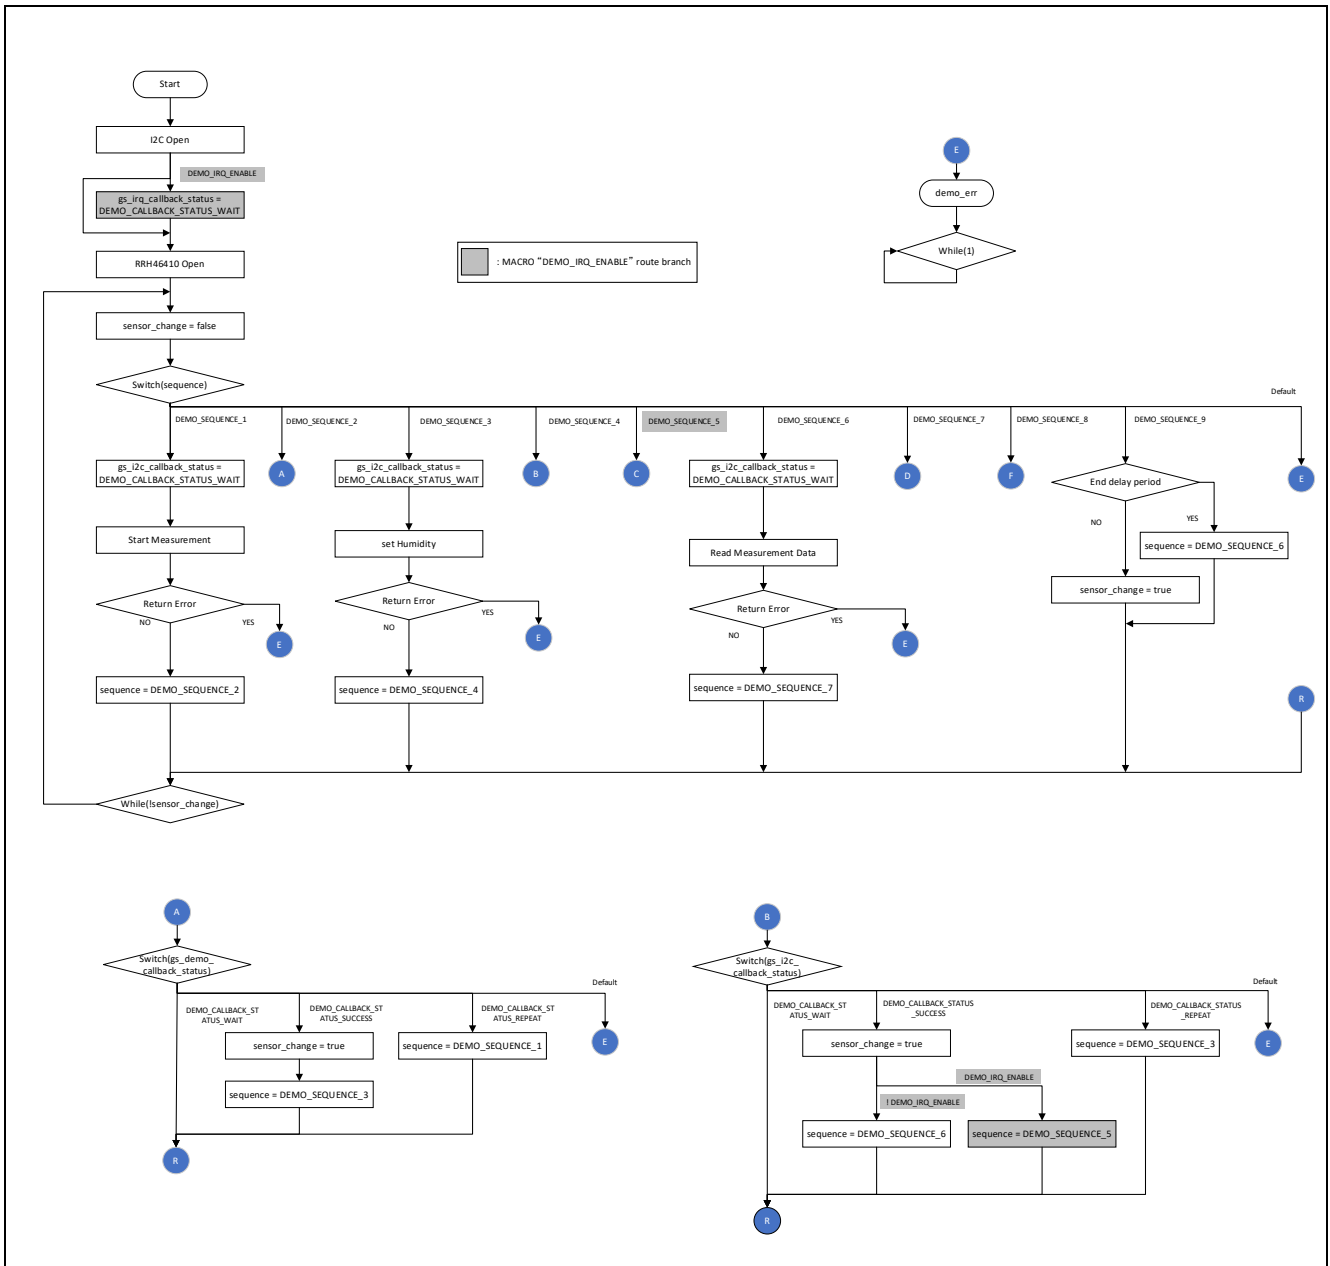 Start
I2C Open
DEMO_IRQ_ENABLE
gs_irq_callback_status =
DEMO_CALLBACK_STATUS_WAIT
RRH46410 Open
: MACRO “DEMO_IRQ_ENABLE” route branch
E
demo_err
While(1)
sensor_change = false
Switch(sequence)
Default
DEMO_SEQUENCE_1
DEMO_SEQUENCE_2
DEMO_SEQUENCE_3
DEMO_SEQUENCE_4
DEMO_SEQUENCE_5
DEMO_SEQUENCE_6
DEMO_SEQUENCE_7
DEMO_SEQUENCE_8
DEMO_SEQUENCE_9
gs_i2c_callback_status =
DEMO_CALLBACK_STATUS_WAIT
A
gs_i2c_callback_status =
DEMO_CALLBACK_STATUS_WAIT
B
C
gs_i2c_callback_status =
DEMO_CALLBACK_STATUS_WAIT
D
F
End delay period
E
NO
YES
Start Measurement
set Humidity
Read Measurement Data
sequence = DEMO_SEQUENCE_6
Return Error
NO
YES
E
Return Error
NO
YES
E
Return Error
NO
YES
E
sensor_change = true
sequence = DEMO_SEQUENCE_2
sequence = DEMO_SEQUENCE_4
sequence = DEMO_SEQUENCE_7
R
While(!sensor_change)
A
Switch(gs_demo_
callback_status)
Default
DEMO_CALLBACK_ST
ATUS_WAIT
DEMO_CALLBACK_ST
ATUS_SUCCESS
DEMO_CALLBACK_ST
ATUS_REPEAT
sensor_change = true
sequence = DEMO_SEQUENCE_1
E
sequence = DEMO_SEQUENCE_3
R
B
Switch(gs_i2c_
callback_status)
Default
DEMO_CALLBACK_ST
ATUS_WAIT
DEMO_CALLBACK_STATUS
_SUCCESS
DEMO_CALLBACK_STATUS
_REPEAT
sensor_change = true
sequence = DEMO_SEQUENCE_3
E
DEMO_IRQ_ENABLE
! DEMO_IRQ_ENABLE
sequence = DEMO_SEQUENCE_6
sequence = DEMO_SEQUENCE_5
R